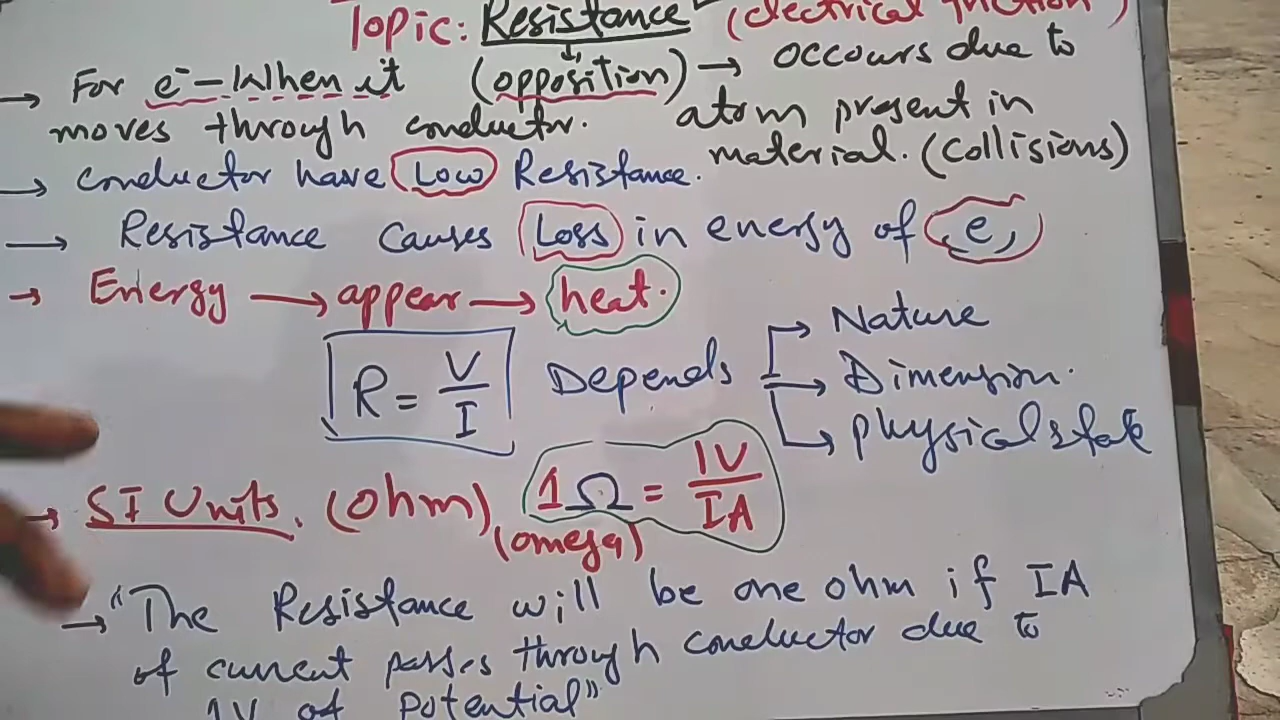 Topic: Resistance (electrical friction)
→ For e⁻ - When it (opposition) → occours due to
moves through conductor. atom present in
material. (collisions)
→ conductor have Low Resistance.
→ Resistance causes Loss in energy of e,
→ Energy → appear → heat.
R = V/I Depends → Nature
→ Dimension.
→ physical state
→ SI Units. (ohm) 1Ω = 1V/1A
(omega)
→ "The Resistance will be one ohm if 1A
of current passes through conductor due to
1V of potential"